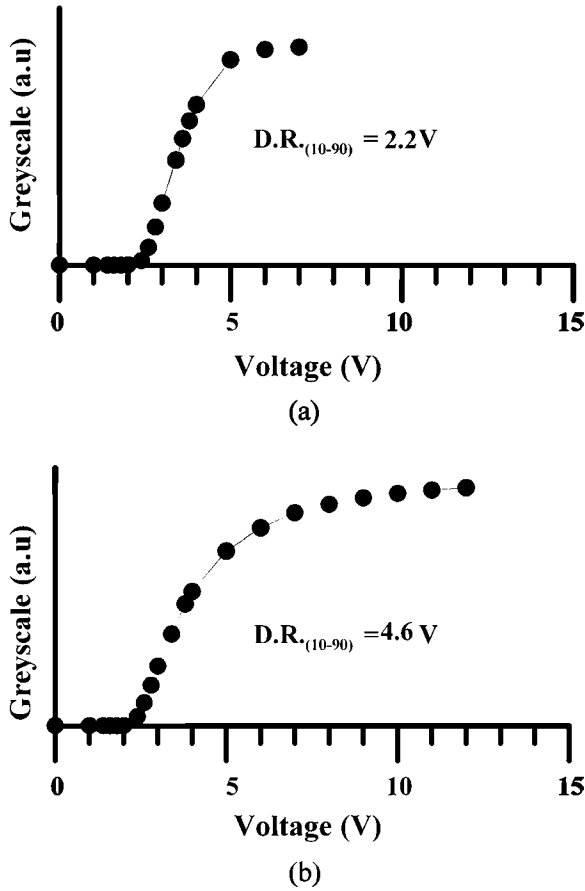 Greyscale (a.u)
D.R.(10-90) = 2.2V
0 5 10 15
Voltage (V)
(a)
Greyscale (a.u)
D.R.(10-90) =4.6 V
0 5 10 15
Voltage (V)
(b)